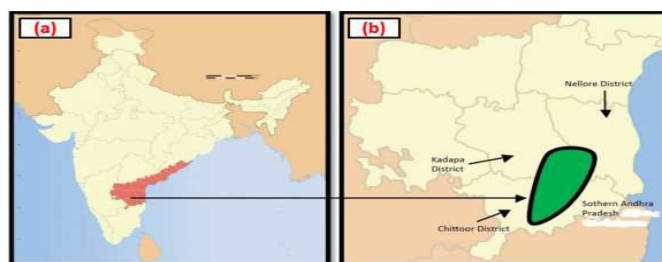 (a)
(b)
Nellore District
Kadapa
District
Sothern Andhra
Pradesh
Chittoor District